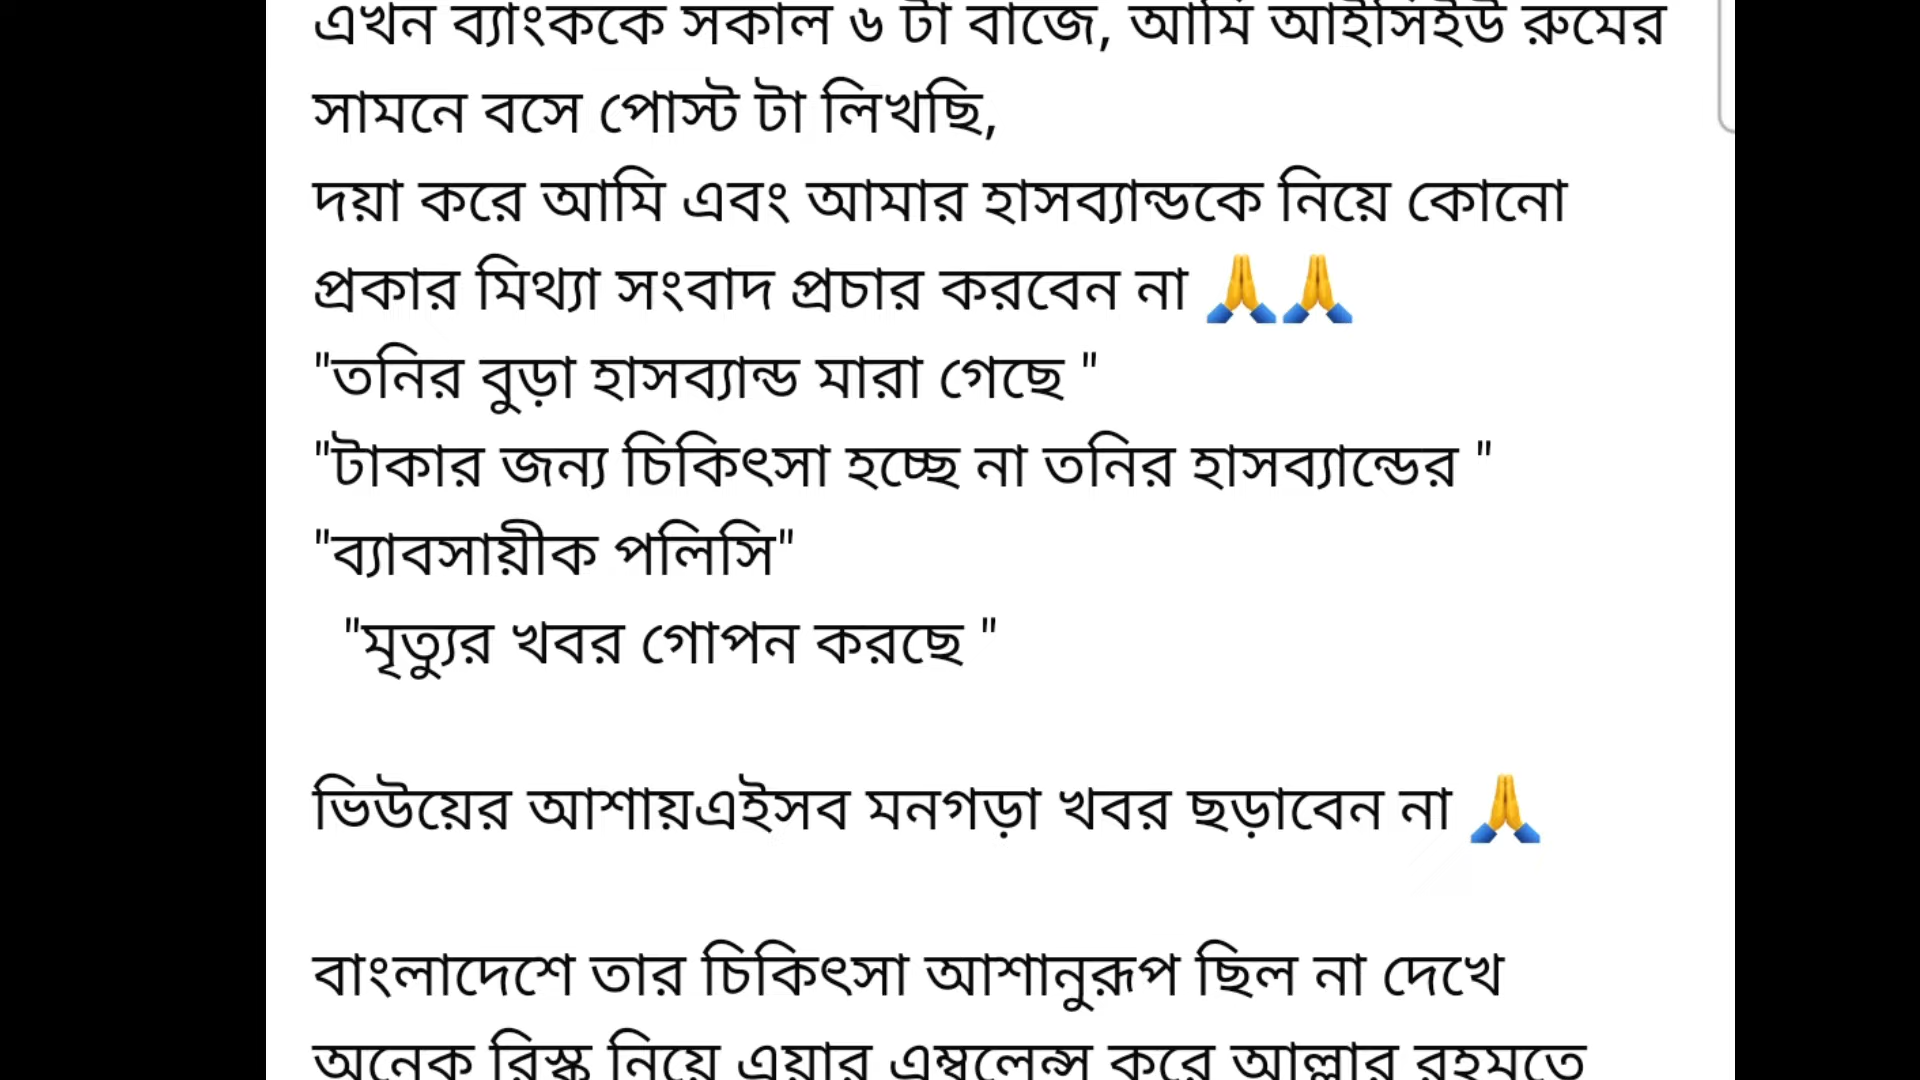 এখন ব্যাংককে সকাল ৬ টা বাজে, আমি আইসিইউ রুমের
সামনে বসে পোস্ট টা লিখছি,
দয়া করে আমি এবং আমার হাসব্যান্ডকে নিয়ে কোনো
প্রকার মিথ্যা সংবাদ প্রচার করবেন না 🙏🙏
"তনির বুড়া হাসব্যান্ড মারা গেছে "
"টাকার জন্য চিকিৎসা হচ্ছে না তনির হাসব্যান্ডের "
"ব্যাবসায়ীক পলিসি"
"মৃত্যুর খবর গোপন করছে "
ভিউয়ের আশায়এইসব মনগড়া খবর ছড়াবেন না 🙏
বাংলাদেশে তার চিকিৎসা আশানুরূপ ছিল না দেখে
অনেক রিস্ক নিয়ে এয়ার এম্বুলেন্স করে আল্লার রহমতে